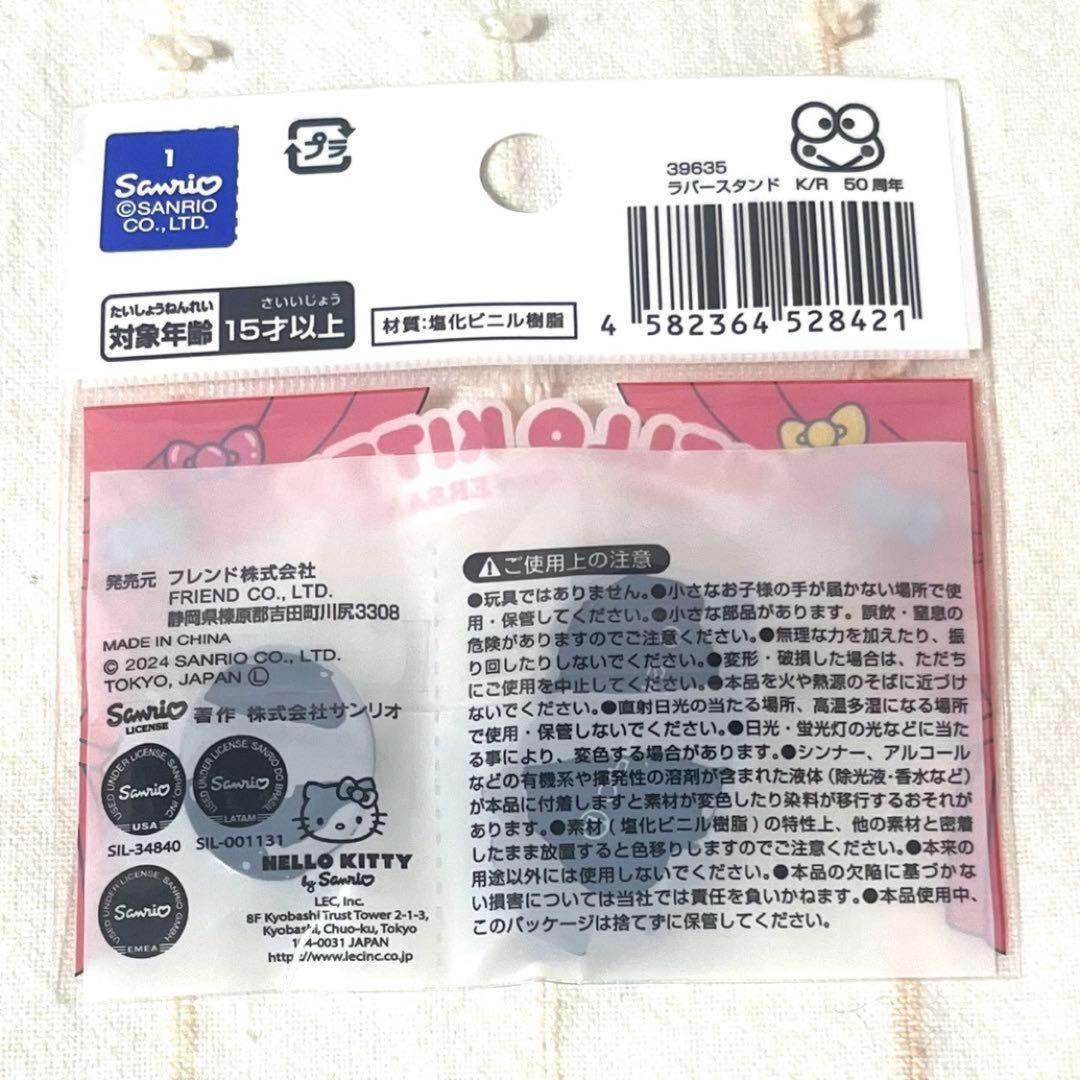 1
Sanrio
©SANRIO
CO., LTD.
プラ
39635
ラバースタンド K/R 50周年
4 582364 528421
たいしょうねんれい
対象年齢
さいいじょう
15才以上
材質:塩化ビニル樹脂
発売元 フレンド株式会社
FRIEND CO., LTD.
静岡県榛原郡吉田町川尻3308
MADE IN CHINA
© 2024 SANRIO CO., LTD.
TOKYO, JAPAN Ⓛ
Sanrio
LICENSE
著作 株式会社サンリオ
USED UNDER LICENSE SANRIO, INC.
Sanrio
USA
SIL-34840
USED UNDER LICENSE SANRIO DO BRASIL
Sanrio
LATAM
SIL-001131
USED UNDER LICENSE SANRIO GMBH
Sanrio
EMEA
HELLO KITTY
by Sanrio
LEC, Inc.
8F Kyobashi Trust Tower 2-1-3,
Kyobashi, Chuo-ku, Tokyo
104-0031 JAPAN
http://www.lecinc.co.jp
ご使用上の注意
●玩具ではありません。●小さなお子様の手が届かない場所で使
用・保管してください。●小さな部品があります。誤飲・窒息の
危険がありますのでご注意ください。●無理な力を加えたり、振
り回したりしないでください。●変形・破損した場合は、ただち
にご使用を中止してください。●本品を火や熱源のそばに近づけ
ないでください。●直射日光の当たる場所、高温多湿になる場所
で使用・保管しないでください。●日光・蛍光灯の光などに当た
る事により、変色する場合があります。●シンナー、アルコール
などの有機系や揮発性の溶剤が含まれた液体(除光液・香水など)
が本品に付着しますと素材が変色したり染料が移行するおそれが
あります。●素材(塩化ビニル樹脂)の特性上、他の素材と密着
したまま放置すると色移りしますのでご注意ください。●本来の
用途以外には使用しないでください。●本品の欠陥に基づかな
い損害については当社では責任を負いかねます。●本品使用中、
このパッケージは捨てずに保管してください。